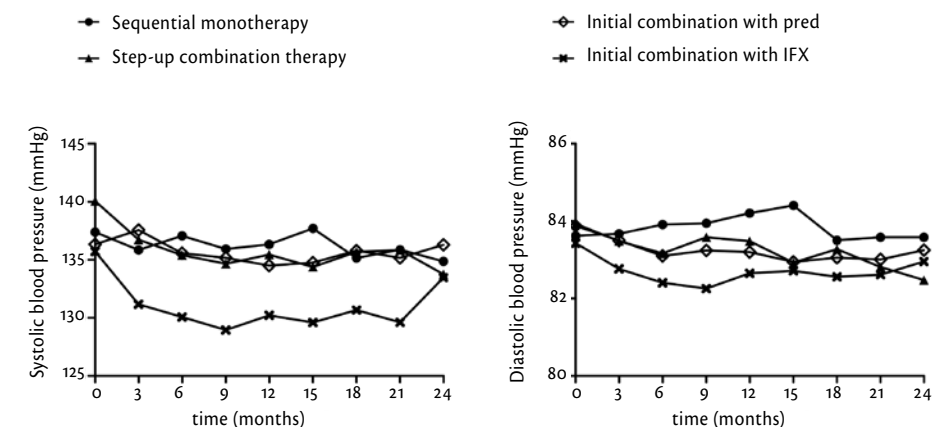 Sequential monotherapy
Step-up combination therapy
Initial combination with pred
Initial combination with IFX
Systolic blood pressure (mmHg)
145
140
135
130
125
0 3 6 9 12 15 18 21 24
time (months)
Diastolic blood pressure (mmHg)
86
84
82
80
0 3 6 9 12 15 18 21 24
time (months)